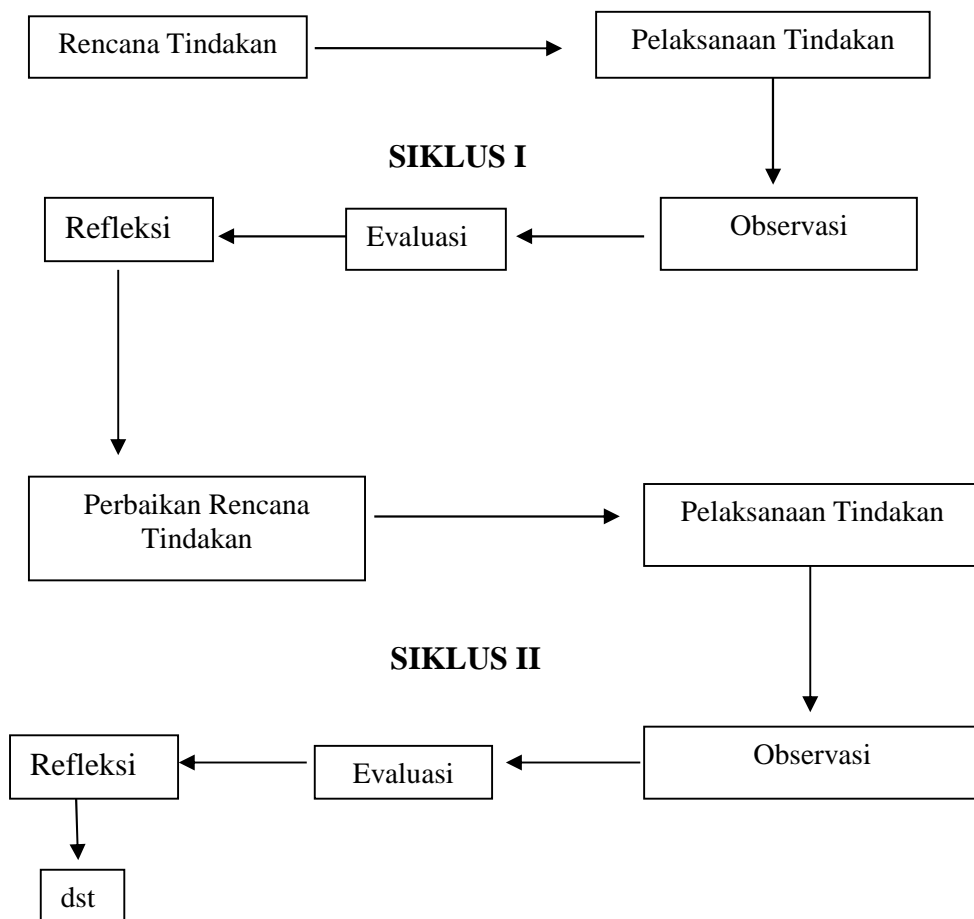 Rencana Tindakan
Pelaksanaan Tindakan
SIKLUS I
Refleksi
Evaluasi
Observasi
Perbaikan Rencana
Tindakan
Pelaksanaan Tindakan
SIKLUS II
Refleksi
Evaluasi
Observasi
dst